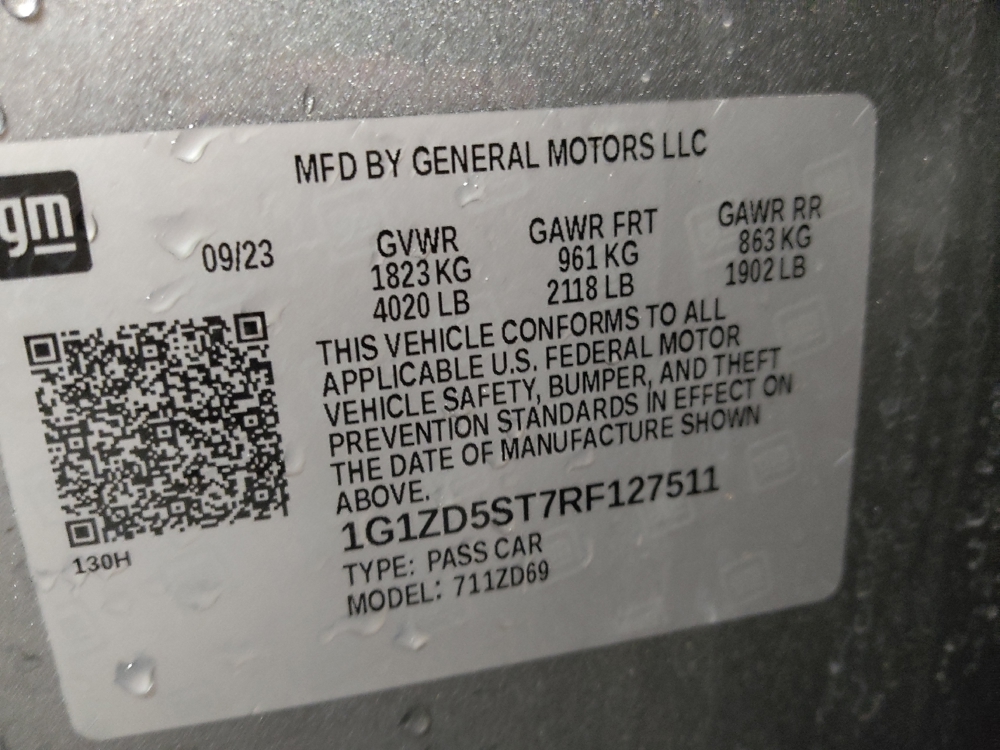 MFD BY GENERAL MOTORS LLC
gm
09/23
GVWR
1823 KG
4020 LB
GAWR FRT
961 KG
2118 LB
GAWR RR
863 KG
1902 LB
THIS VEHICLE CONFORMS TO ALL
APPLICABLE U.S. FEDERAL MOTOR
VEHICLE SAFETY, BUMPER, AND THEFT
PREVENTION STANDARDS IN EFFECT ON
THE DATE OF MANUFACTURE SHOWN
ABOVE.
1G1ZD5ST7RF127511
130H
TYPE: PASS CAR
MODEL: 711ZD69